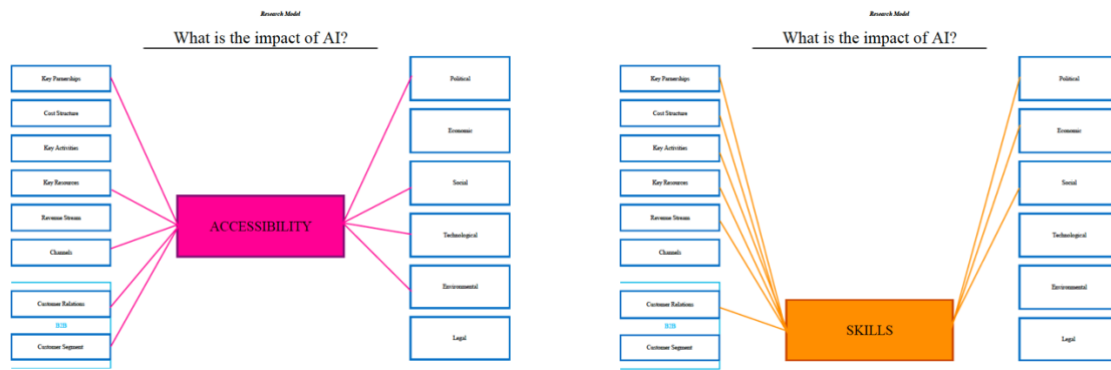 Research Model
What is the impact of AI?
Key Parnerships
Cost Structure
Key Activities
Key Resources
Revenue Stream
Channels
Customer Relations
B2B
Customer Segment
ACCESSIBILITY
Political
Economic
Social
Technological
Environmental
Legal
Research Model
What is the impact of AI?
Key Parnerships
Cost Structure
Key Activities
Key Resources
Revenue Stream
Channels
Customer Relations
B2B
Customer Segment
SKILLS
Political
Economic
Social
Technological
Environmental
Legal